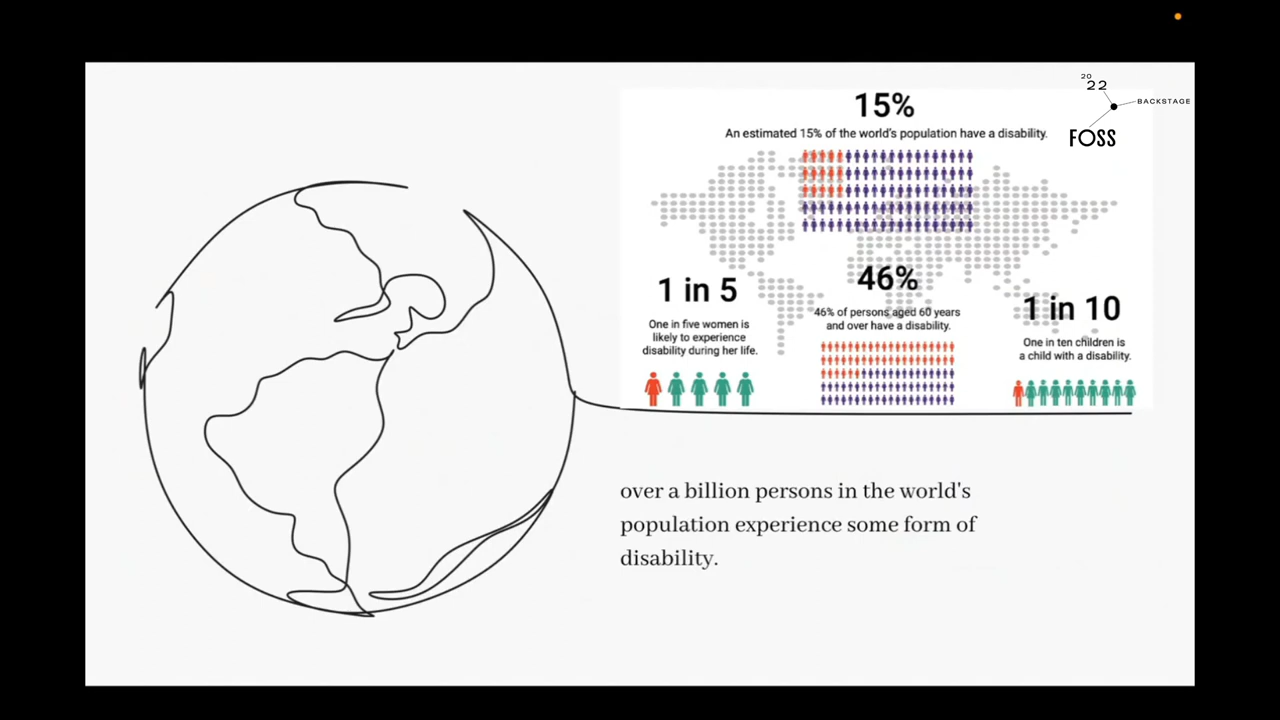 20
22
BACKSTAGE
FOSS
15%
An estimated 15% of the world's population have a disability.
1 in 5
One in five women is
likely to experience
disability during her life.
46%
46% of persons aged 60 years
and over have a disability.
1 in 10
One in ten children is
a child with a disability.
over a billion persons in the world's
population experience some form of
disability.